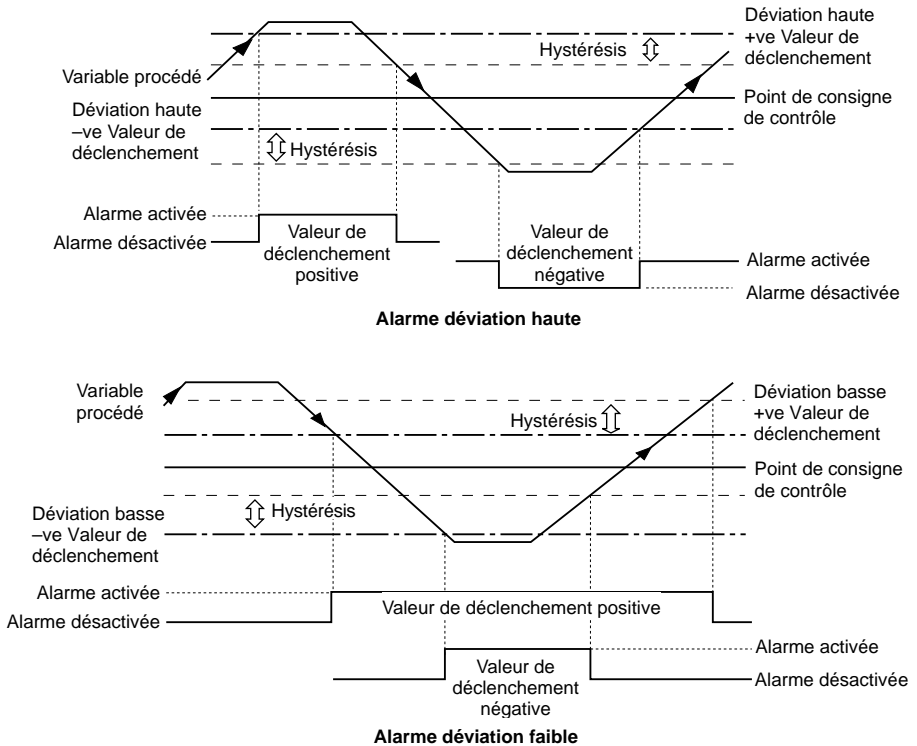 Déviation haute
+ve Valeur de
déclenchement
Hystérésis
Variable procédé
Point de consigne
de contrôle
Déviation haute
–ve Valeur de
déclenchement
Hystérésis
Alarme activée
Alarme désactivée
Valeur de
déclenchement
positive
Valeur de
déclenchement
négative
Alarme activée
Alarme désactivée
Alarme déviation haute
Variable
procédé
Déviation basse
+ve Valeur de
déclenchement
Hystérésis
Point de consigne
de contrôle
Déviation basse
–ve Valeur de
déclenchement
Hystérésis
Alarme activée
Alarme désactivée
Valeur de déclenchement positive
Alarme activée
Alarme désactivée
Valeur de
déclenchement
négative
Alarme déviation faible